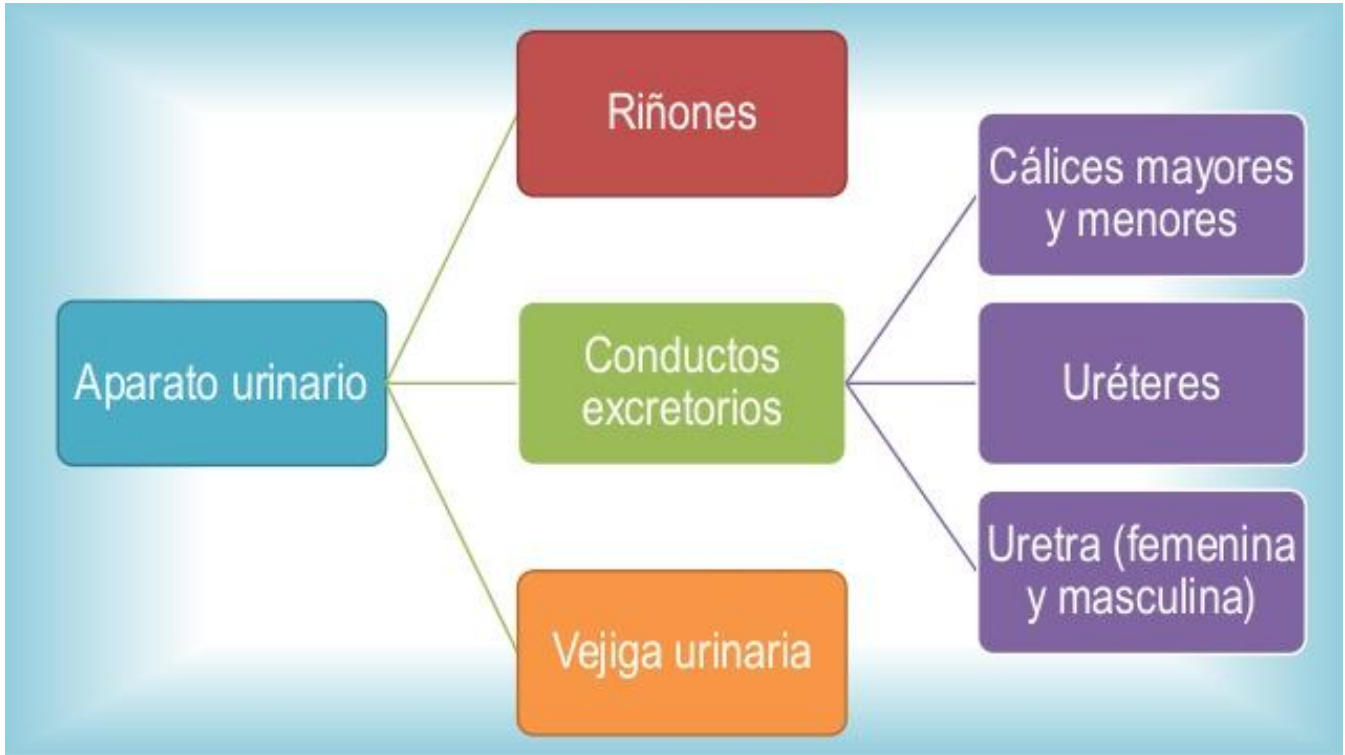 Aparato urinario
Riñones
Conductos
excretorios
Vejiga urinaria
Cálices mayores
y menores
Uréteres
Uretra (femenina
y masculina)